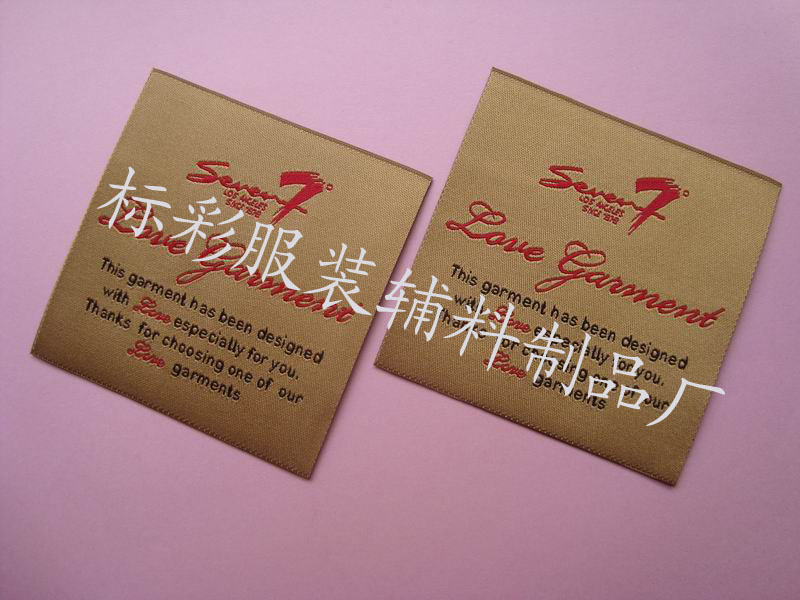 Seven 7
LOS ANGELES
SINCE 1978
Love Garment
This garment has been designed
with Love especially for you.
Thanks for choosing one of our
Love garments
Seven 7
LOS ANGELES
SINCE 1978
Love Garment
This garment has been designed
with Love especially for you.
Thanks for choosing one of our
Love garments
标彩服装辅料制品厂